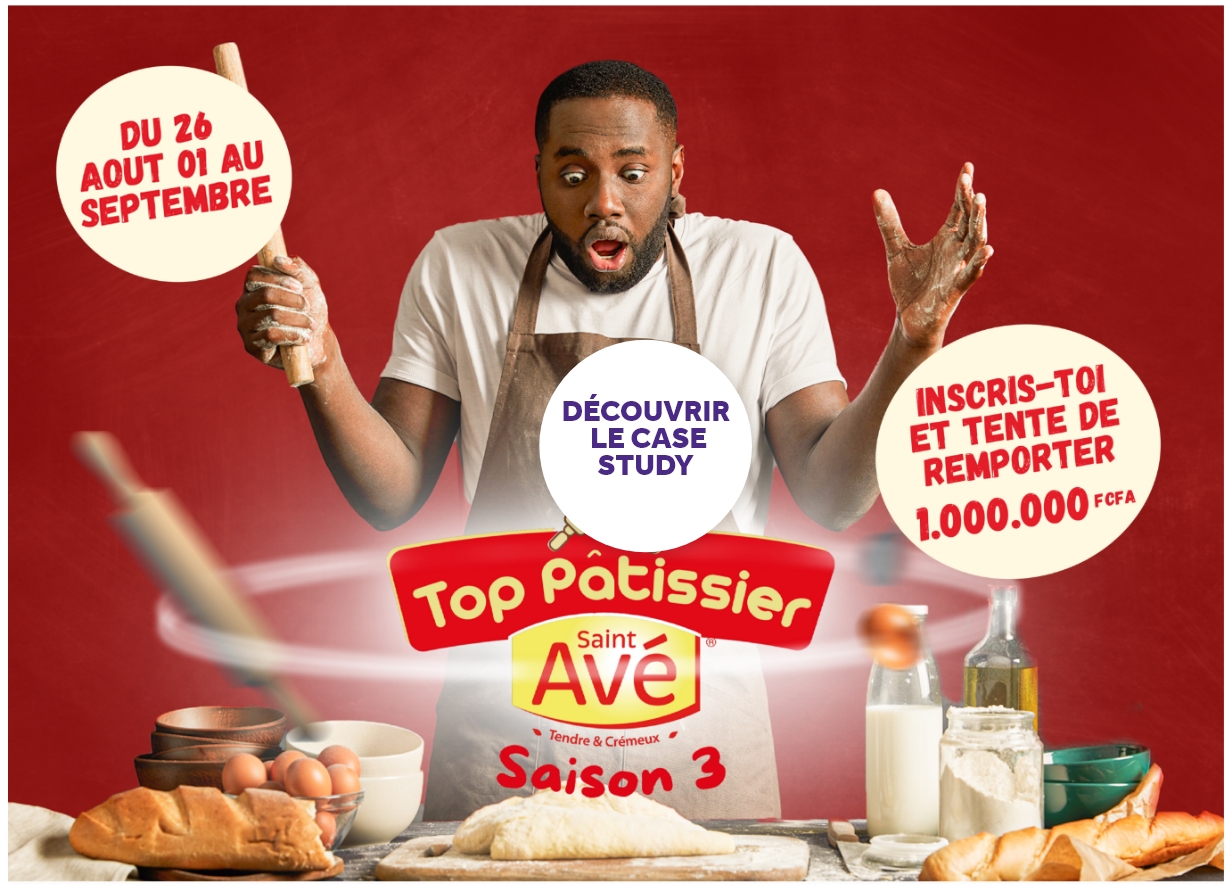 DU 26
AOUT 01 AU
SEPTEMBRE
DÉCOUVRIR
LE CASE
STUDY
INSCRIS-TOI
ET TENTE DE
REMPORTER
1.000.000 FCFA
Top Pâtissier
Saint
Avé ®
Tendre & Crémeux
Saison 3